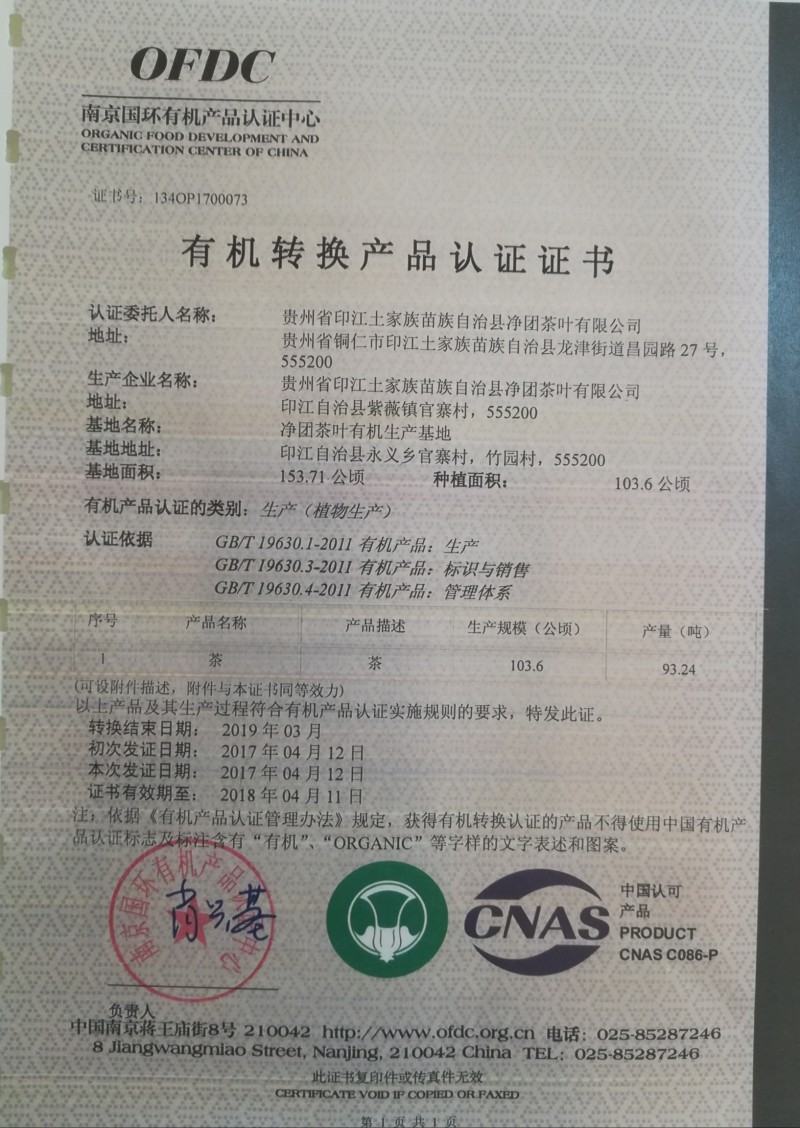 OFDC
南京国环有机产品认证中心
ORGANIC FOOD DEVELOPMENT AND
CERTIFICATION CENTER OF CHINA
证书号：134OP1700073
有机转换产品认证证书
认证委托人名称： 贵州省印江土家族苗族自治县净团茶叶有限公司
地址： 贵州省铜仁市印江土家族苗族自治县龙津街道昌园路 27 号，
555200
生产企业名称： 贵州省印江土家族苗族自治县净团茶叶有限公司
地址： 印江自治县紫薇镇官寨村，555200
基地名称： 净团茶叶有机生产基地
基地地址： 印江自治县永义乡官寨村，竹园村，555200
基地面积： 153.71 公顷 种植面积： 103.6 公顷
有机产品认证的类别：生产（植物生产）
认证依据 GB/T 19630.1-2011 有机产品：生产
GB/T 19630.3-2011 有机产品：标识与销售
GB/T 19630.4-2011 有机产品：管理体系
序号 产品名称 产品描述 生产规模（公顷） 产量（吨）
1 茶 茶 103.6 93.24
(可设附件描述，附件与本证书同等效力)
以上产品及其生产过程符合有机产品认证实施规则的要求，特发此证。
转换结束日期： 2019 年 03 月
初次发证日期： 2017 年 04 月 12 日
本次发证日期： 2017 年 04 月 12 日
证书有效期至： 2018 年 04 月 11 日
注：依据《有机产品认证管理办法》规定，获得有机转换认证的产品不得使用中国有机产
品认证标志及标注含有“有机”、“ORGANIC”等字样的文字表述和图案。
南京国环有机产品认证中心
CNAS
中国认可
产品
PRODUCT
CNAS C086-P
负责人
中国南京蒋王庙街8号 210042 http://www.ofdc.org.cn 电话：025-85287246
8 Jiangwangmiao Street, Nanjing, 210042 China TEL：025-85287246
此证书复印件或传真件无效
CERTIFICATE VOID IF COPIED OR FAXED
第 1 页 共 1 页